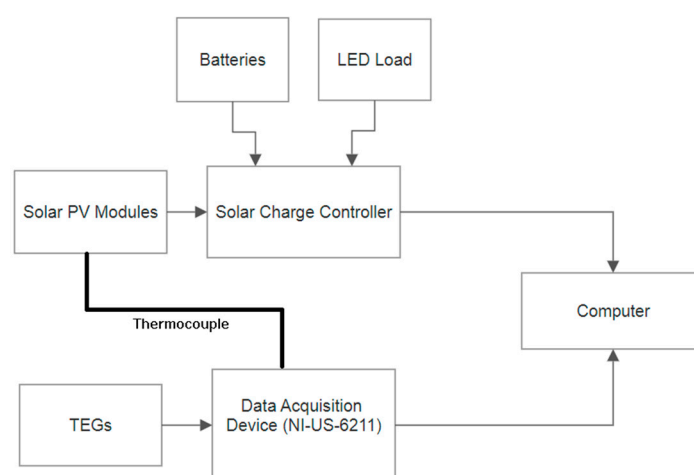 Batteries
LED Load
Solar PV Modules
Solar Charge Controller
Thermocouple
Computer
TEGs
Data Acquisition
Device (NI-US-6211)